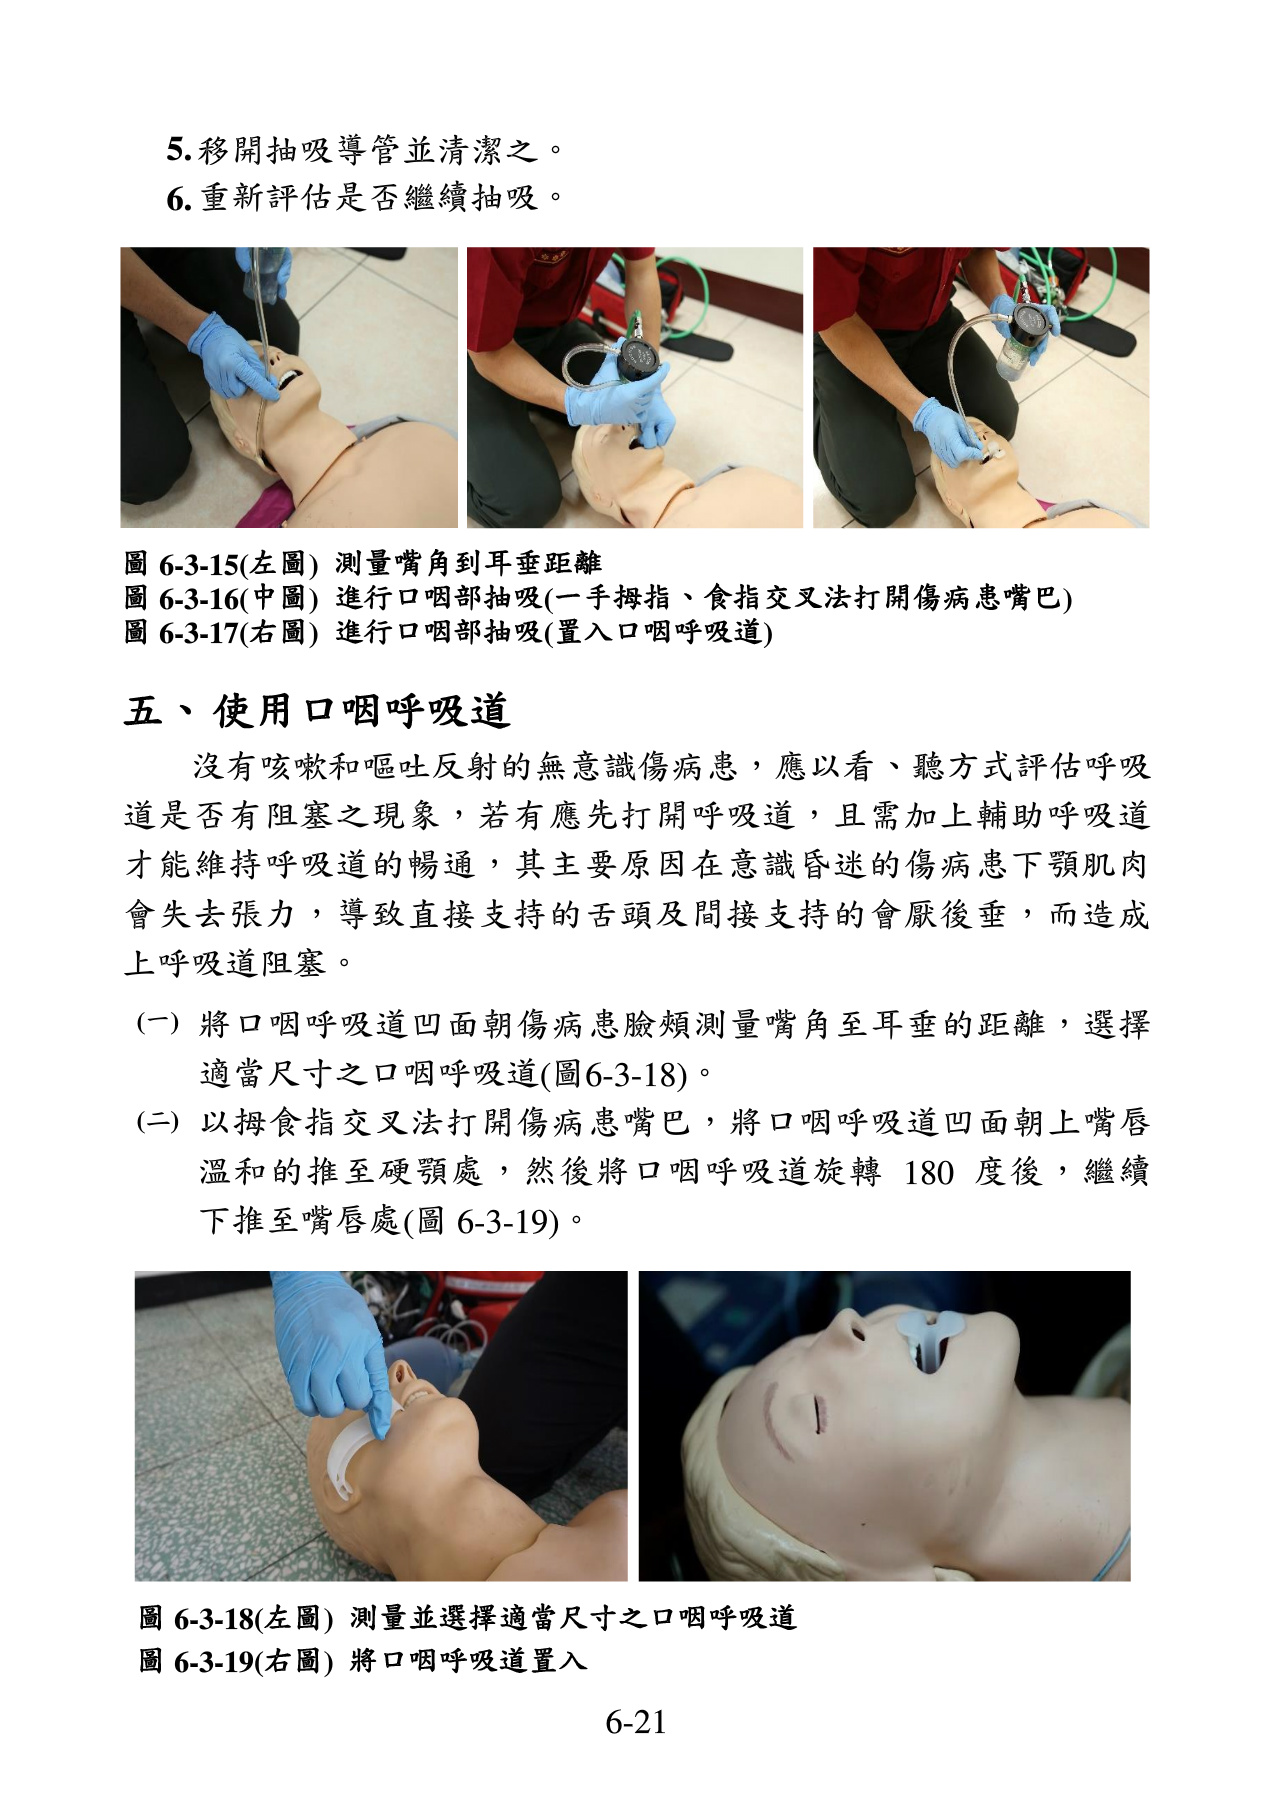 5.移開抽吸導管並清潔之。
6.重新評估是否繼續抽吸。
圖 6-3-15(左圖) 測量嘴角到耳垂距離
圖 6-3-16(中圖) 進行口咽部抽吸(一手拇指、食指交叉法打開傷病患嘴巴)
圖 6-3-17(右圖) 進行口咽部抽吸(置入口咽呼吸道)
五、使用口咽呼吸道
沒有咳嗽和嘔吐反射的無意識傷病患，應以看、聽方式評估呼吸
道是否有阻塞之現象，若有應先打開呼吸道，且需加上輔助呼吸道
才能維持呼吸道的暢通，其主要原因在意識昏迷的傷病患下顎肌肉
會失去張力，導致直接支持的舌頭及間接支持的會厭後垂，而造成
上呼吸道阻塞。
(一) 將口咽呼吸道凹面朝傷病患臉頰測量嘴角至耳垂的距離，選擇
適當尺寸之口咽呼吸道(圖6-3-18)。
(二) 以拇食指交叉法打開傷病患嘴巴，將口咽呼吸道凹面朝上嘴唇
溫和的推至硬顎處，然後將口咽呼吸道旋轉 180 度後，繼續
下推至嘴唇處(圖 6-3-19)。
圖 6-3-18(左圖) 測量並選擇適當尺寸之口咽呼吸道
圖 6-3-19(右圖) 將口咽呼吸道置入
6-21